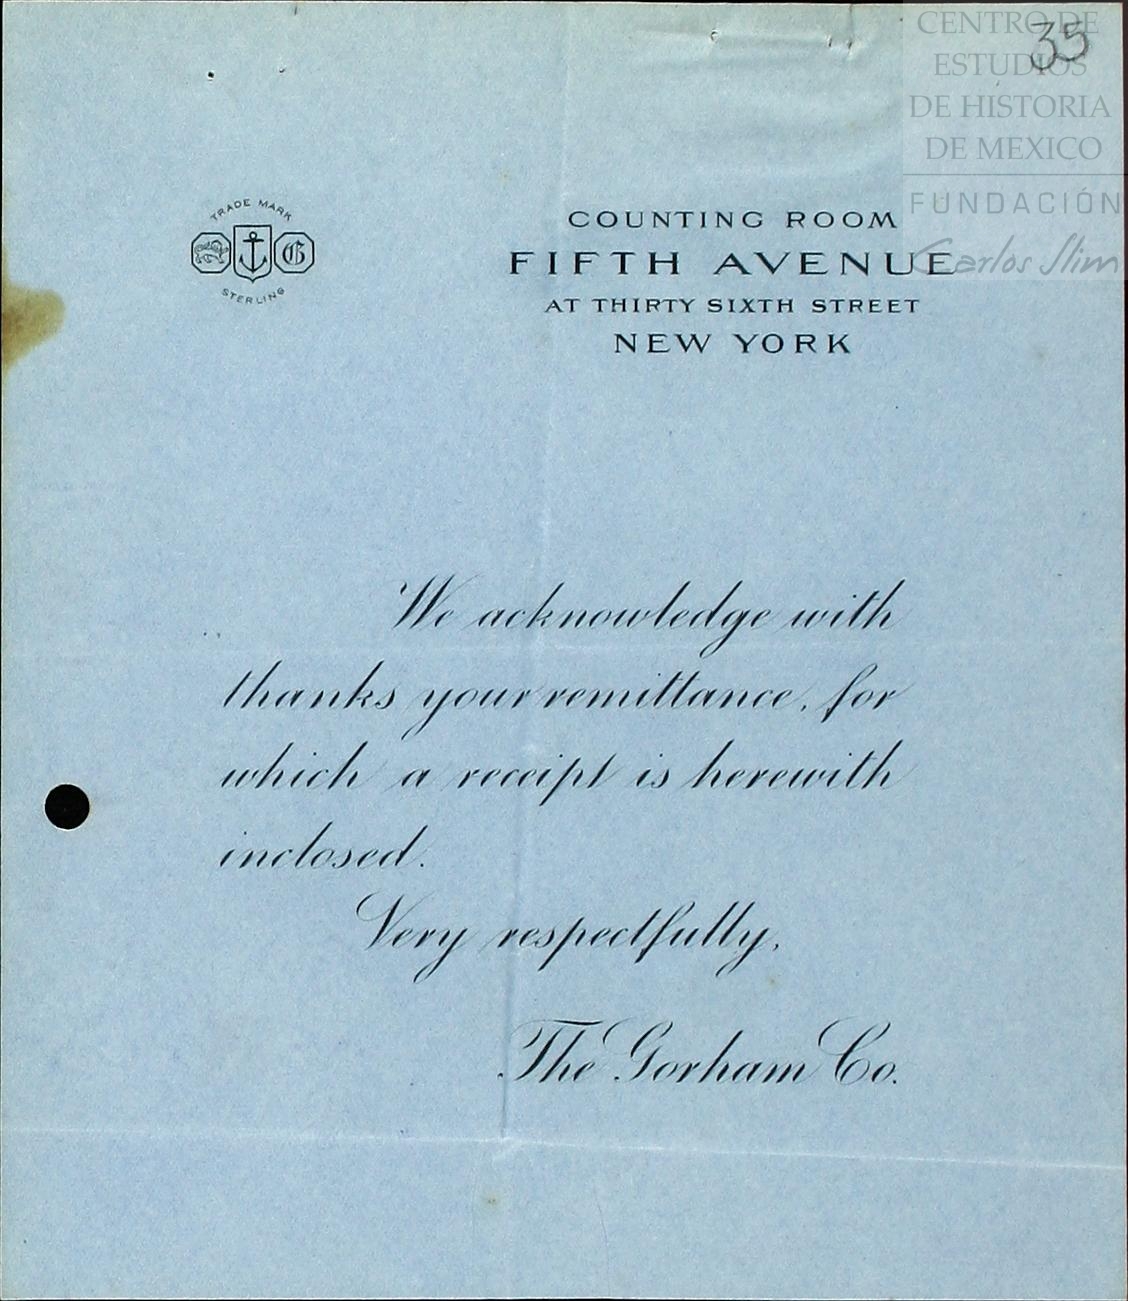 35
CENTRO DE
ESTUDIOS
DE HISTORIA
DE MEXICO
FUNDACIÓN
Carlos Slim
TRADE MARK
G
STERLING
COUNTING ROOM
FIFTH AVENUE
AT THIRTY SIXTH STREET
NEW YORK
We acknowledge with
thanks your remittance, for
which a receipt is herewith
inclosed.
Very respectfully,
The Gorham Co.